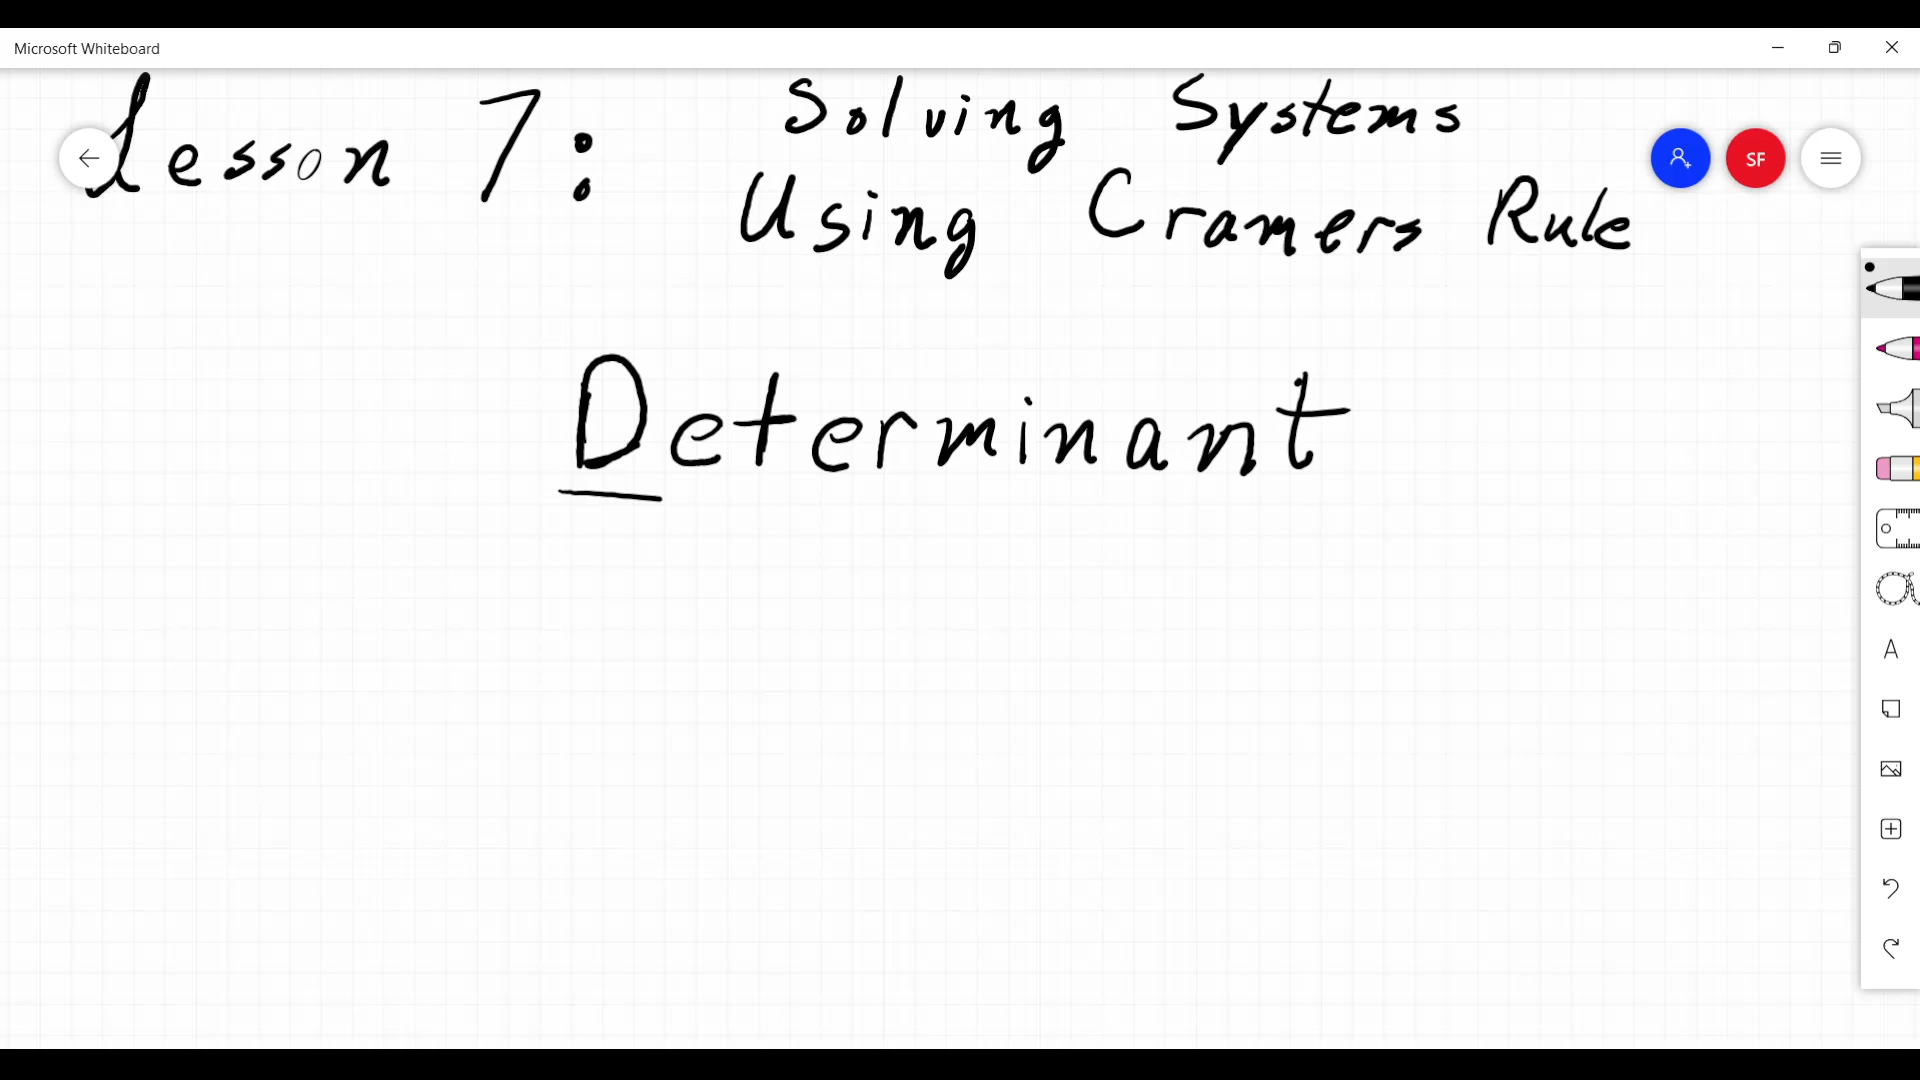 Microsoft Whiteboard
Lesson 7: Solving Systems
Using Cramers Rule
SF
Determinant
A